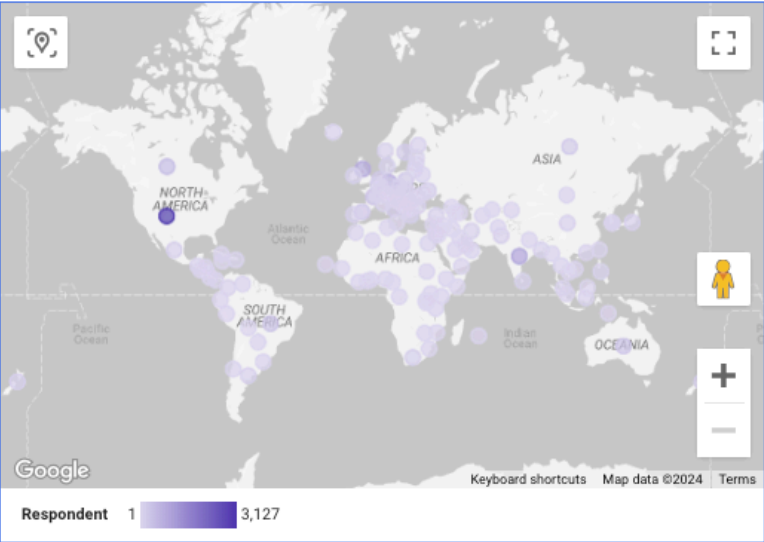 ASIA
NORTH
AMERICA
Atlantic
Ocean
AFRICA
SOUTH
AMERICA
Pacific
Ocean
Indian
Ocean
OCEANIA
Google
Keyboard shortcuts Map data ©2024 Terms
Respondent 1 3,127